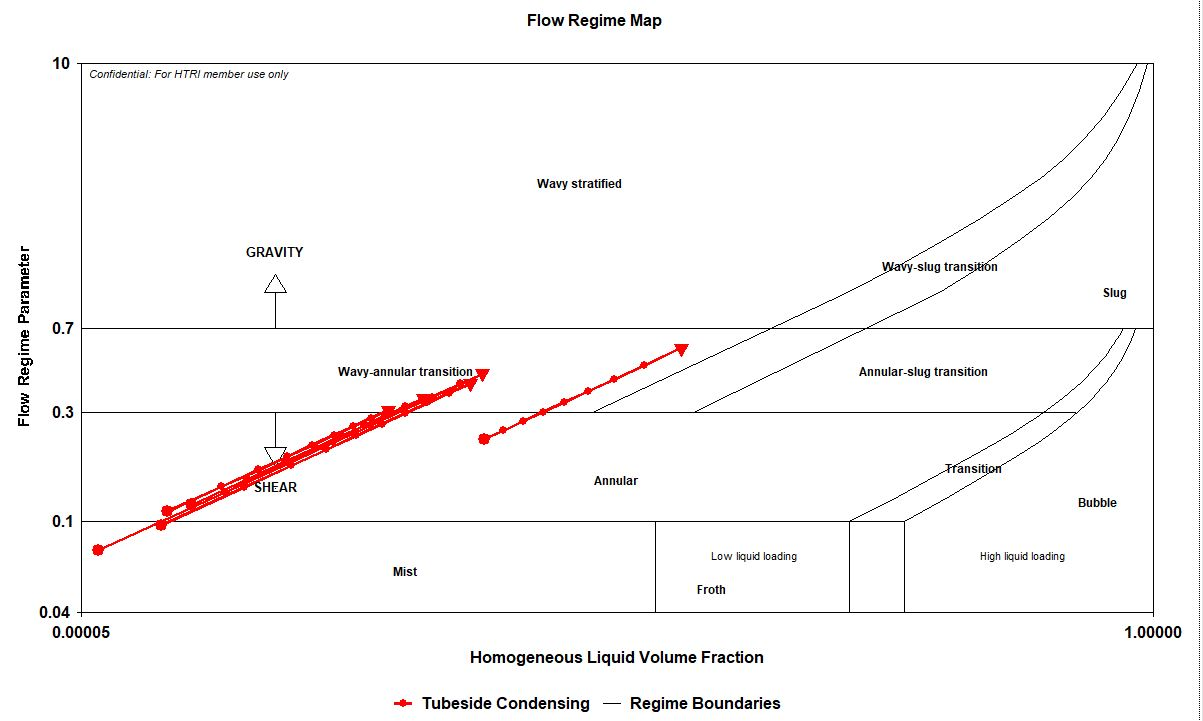 Flow Regime Map
10
Confidential: For HTRI member use only
Wavy stratified
GRAVITY
Wavy-slug transition
Slug
Flow Regime Parameter
0.7
Wavy-annular transition
Annular-slug transition
0.3
Transition
Annular
SHEAR
Bubble
0.1
Low liquid loading
High liquid loading
Mist
Froth
0.04
0.00005
1.00000
Homogeneous Liquid Volume Fraction
Tubeside Condensing
Regime Boundaries